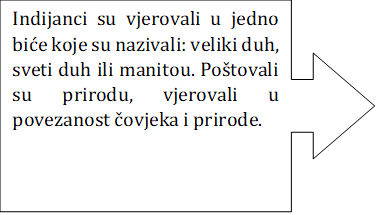 Indijanci su vjerovali u jedno
biće koje su nazivali: veliki duh,
sveti duh ili manitou. Poštovali
su prirodu, vjerovali u
povezanost čovjeka i prirode.